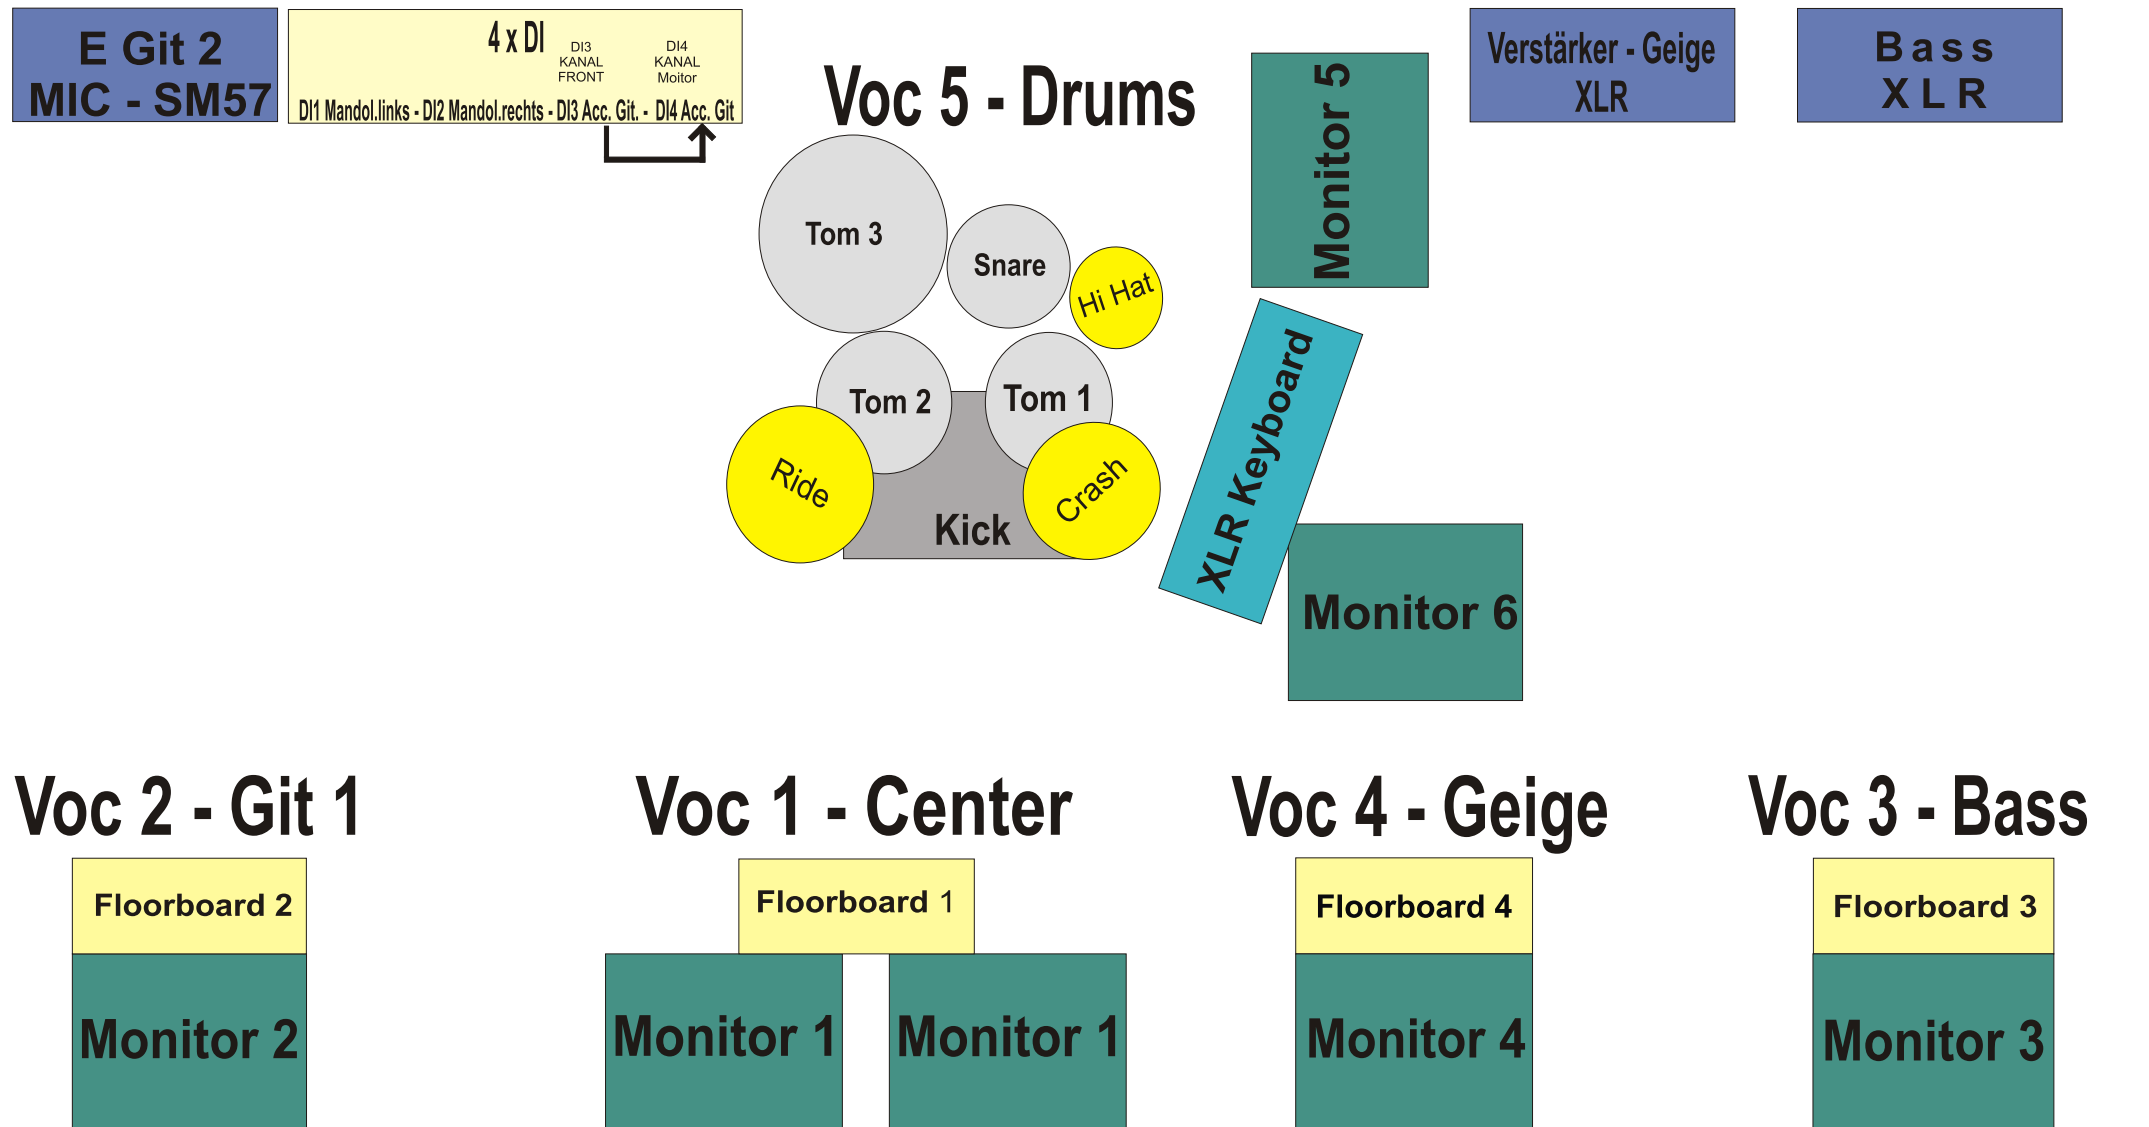 E Git 2
MIC - SM57
4 x DI
DI3
KANAL
FRONT
DI4
KANAL
Moitor
DI1 Mandol.links - DI2 Mandol.rechts - DI3 Acc. Git. - DI4 Acc. Git
Voc 5 - Drums
Monitor 5
Verstärker - Geige
XLR
Bass
XLR
Tom 3
Snare
Hi Hat
Tom 2
Tom 1
Ride
Crash
Kick
XLR Keyboard
Monitor 6
Voc 2 - Git 1
Voc 1 - Center
Voc 4 - Geige
Voc 3 - Bass
Floorboard 2
Floorboard 1
Floorboard 4
Floorboard 3
Monitor 2
Monitor 1
Monitor 1
Monitor 4
Monitor 3